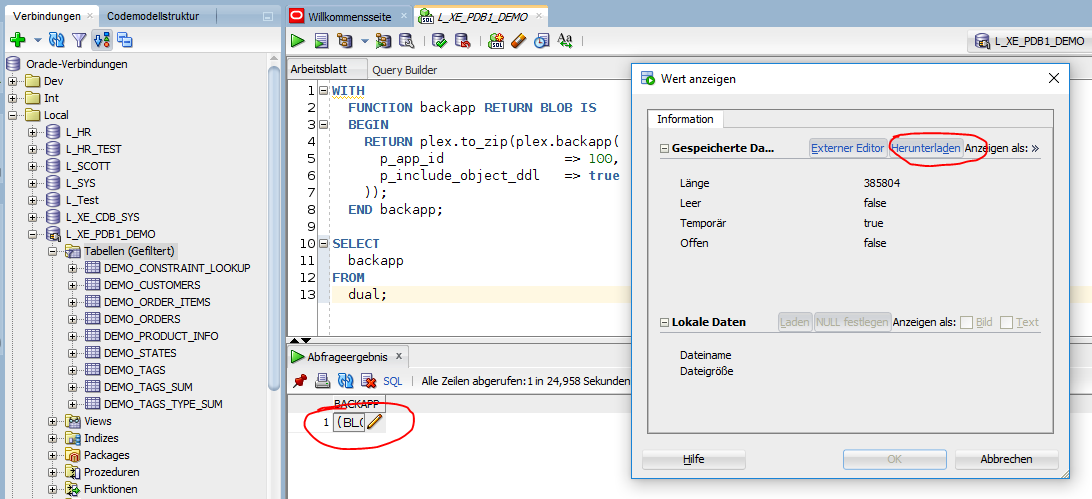 Verbindungen
Codemodellstruktur
Oracle-Verbindungen
Dev
Int
Local
L_HR
L_HR_TEST
L_SCOTT
L_SYS
L_Test
L_XE_CDB_SYS
L_XE_PDB1_DEMO
Tabellen (Gefiltert)
DEMO_CONSTRAINT_LOOKUP
DEMO_CUSTOMERS
DEMO_ORDER_ITEMS
DEMO_ORDERS
DEMO_PRODUCT_INFO
DEMO_STATES
DEMO_TAGS
DEMO_TAGS_SUM
DEMO_TAGS_TYPE_SUM
Views
Indizes
Packages
Prozeduren
Funktionen
Willkommensseite
L_XE_PDB1_DEMO
L_XE_PDB1_DEMO
Arbeitsblatt Query Builder
1 WITH
2 FUNCTION backapp RETURN BLOB IS
3 BEGIN
4 RETURN plex.to_zip(plex.backapp(
5 p_app_id => 100,
6 p_include_object_ddl => true
7 ));
8 END backapp;
9
10 SELECT
11 backapp
12 FROM
13 dual;
Abfrageergebnis x
SQL | Alle Zeilen abgerufen: 1 in 24,958 Sekunden
BACKAPP
1 (BLO
Wert anzeigen
Information
Gespeicherte Da... Externer Editor Herunterladen Anzeigen als: »
Länge 385804
Leer false
Temporär true
Offen false
Lokale Daten Laden NULL festlegen Anzeigen als: Bild Text
Dateiname
Dateigröße
Hilfe OK Abbrechen